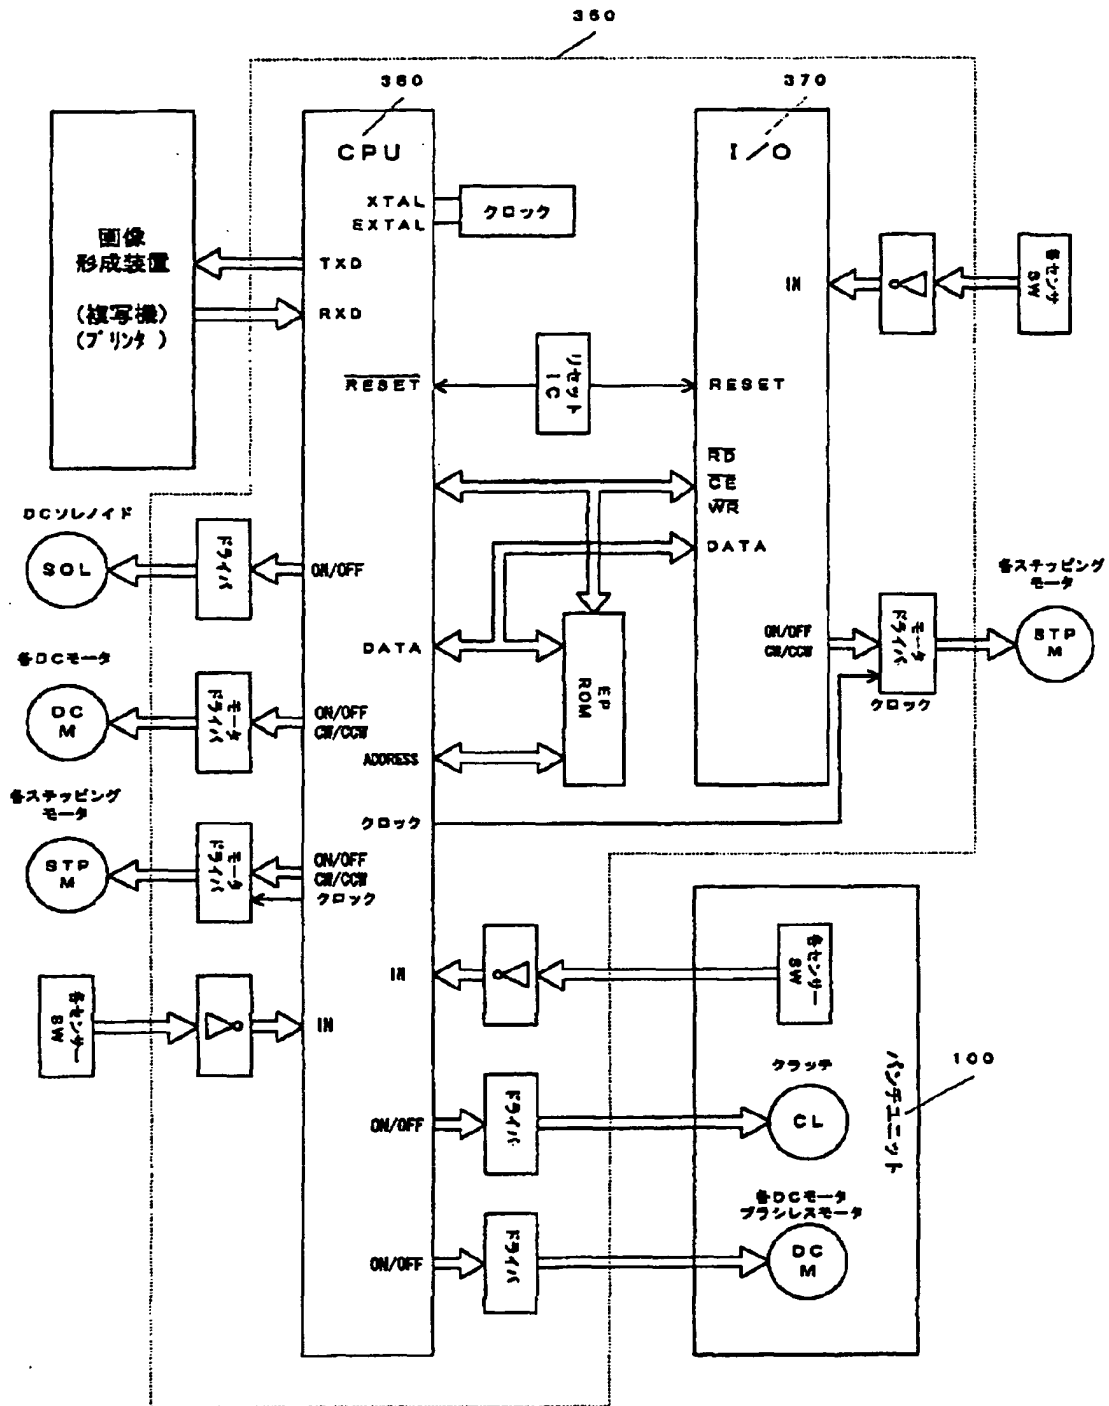 350
380
370
CPU
I/O
XTAL
EXTAL
クロック
画像
形成装置
(複写機)
(プリンタ)
TXD
RXD
IN
各センサ
SW
RESET
リセット
IC
RESET
RD
CE
WR
DATA
DCソレノイド
SOL
ドライバ
ON/OFF
各ステッピング
モータ
ON/OFF
CW/CCW
モータ
ドライバ
STP
M
クロック
DATA
EP
ROM
各DCモータ
DC
M
モータ
ドライバ
ON/OFF
CW/CCW
ADDRESS
各ステッピング
モータ
STP
M
モータ
ドライバ
ON/OFF
CW/CCW
クロック
クロック
各センサー
SW
IN
IN
各センサー
SW
パンチユニット
100
クラッチ
CL
ドライバ
ON/OFF
各DCモータ
ブラシレスモータ
DC
M
ドライバ
ON/OFF